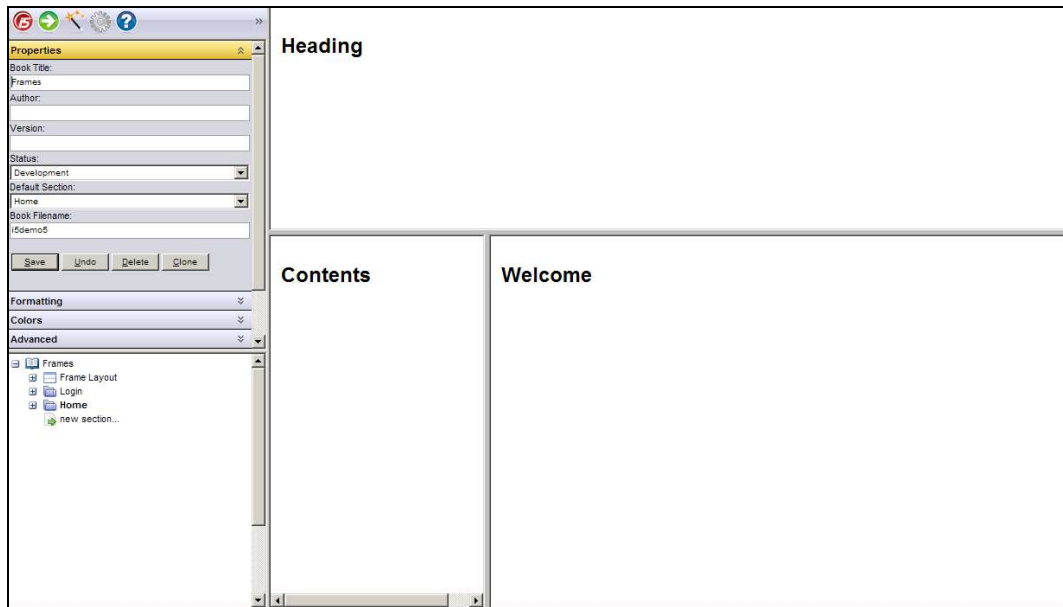 Properties
Book Title:
Frames
Author:
Version:
Status:
Development
Default Section:
Home
Book Filename:
i5demo5
Save Undo Delete Clone
Formatting
Colors
Advanced
Frames
Frame Layout
Login
Home
new section...
Heading
Contents
Welcome